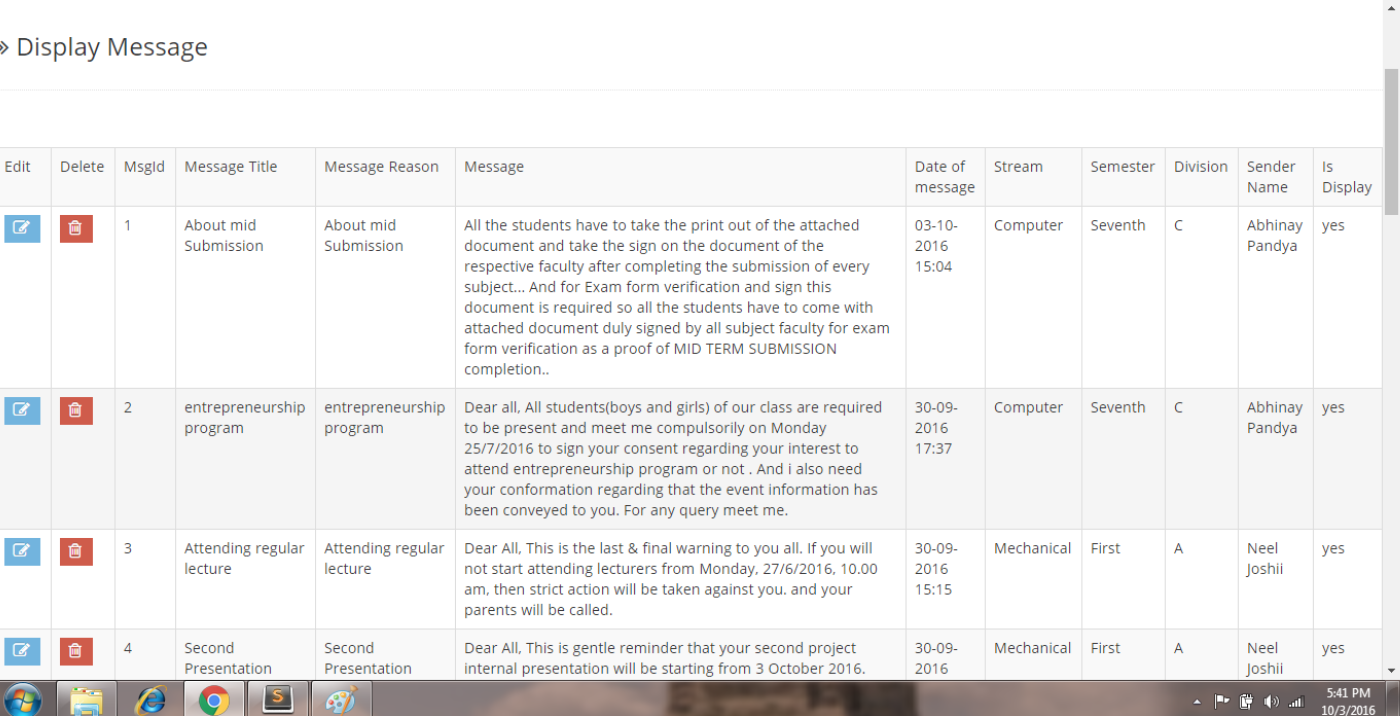 » Display Message
Edit Delete MsgId Message Title Message Reason Message Date of message Stream Semester Division Sender Name Is Display
1
About mid
Submission
About mid
Submission
All the students have to take the print out of the attached
document and take the sign on the document of the
respective faculty after completing the submission of every
subject... And for Exam form verification and sign this
document is required so all the students have to come with
attached document duly signed by all subject faculty for exam
form verification as a proof of MID TERM SUBMISSION
completion..
03-10-
2016
15:04
Computer
Seventh
C
Abhinay
Pandya
yes
2
entrepreneurship
program
entrepreneurship
program
Dear all, All students(boys and girls) of our class are required
to be present and meet me compulsorily on Monday
25/7/2016 to sign your consent regarding your interest to
attend entrepreneurship program or not . And i also need
your conformation regarding that the event information has
been conveyed to you. For any query meet me.
30-09-
2016
17:37
Computer
Seventh
C
Abhinay
Pandya
yes
3
Attending regular
lecture
Attending regular
lecture
Dear All, This is the last & final warning to you all. If you will
not start attending lecturers from Monday, 27/6/2016, 10.00
am, then strict action will be taken against you. and your
parents will be called.
30-09-
2016
15:15
Mechanical
First
A
Neel
Joshii
yes
4
Second
Presentation
Second
Presentation
Dear All, This is gentle reminder that your second project
internal presentation will be starting from 3 October 2016.
30-09-
2016
Mechanical
First
A
Neel
Joshii
yes
5:41 PM
10/3/2016